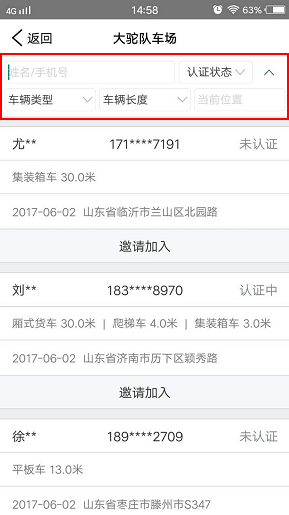 4G 14:58 63%
返回 大驼队车场
姓名/手机号 认证状态
车辆类型 车辆长度 当前位置
尤** 171****7191 未认证
集装箱车 30.0米
2017-06-02 山东省临沂市兰山区北园路
邀请加入
刘** 183****8970 认证中
厢式货车 30.0米 | 爬梯车 4.0米 | 集装箱车 3.0米
2017-06-02 山东省济南市历下区颖秀路
邀请加入
徐** 189****2709 未认证
平板车 13.0米
2017-06-02 山东省枣庄市滕州市S347